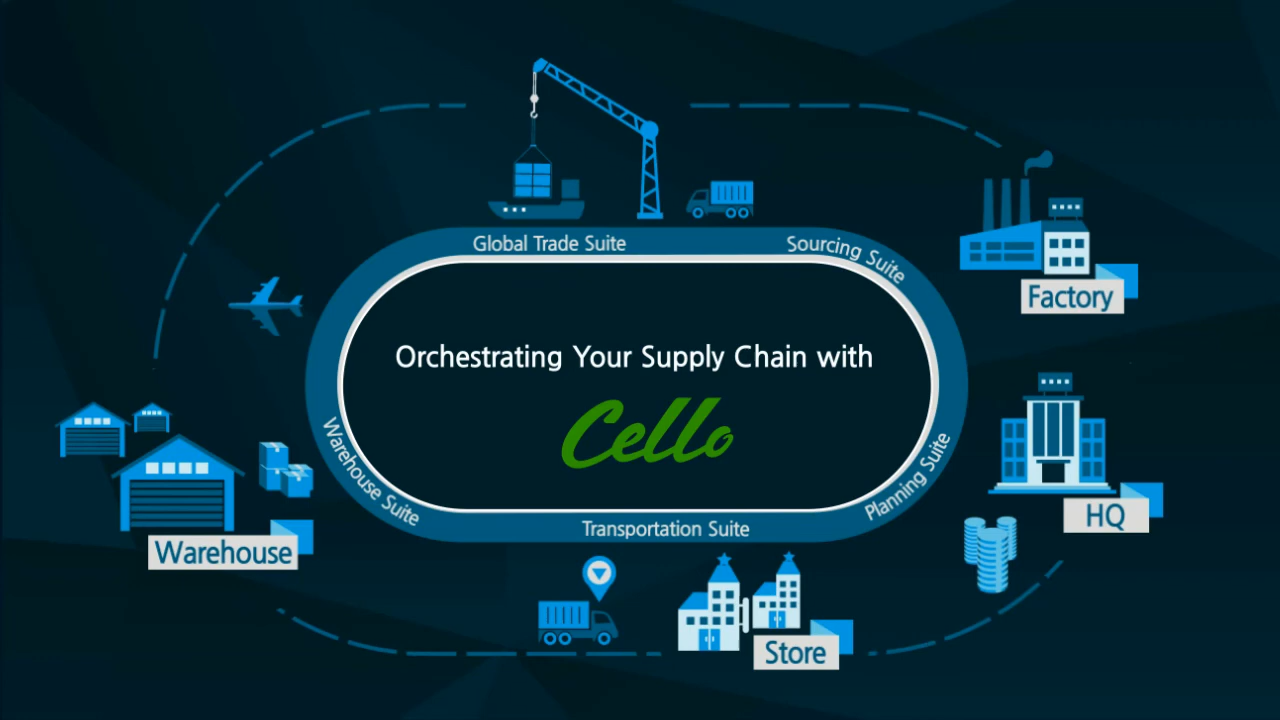 Global Trade Suite
Sourcing Suite
Factory
Orchestrating Your Supply Chain with
Cello
Warehouse Suite
Planning Suite
HQ
Transportation Suite
Warehouse
Store